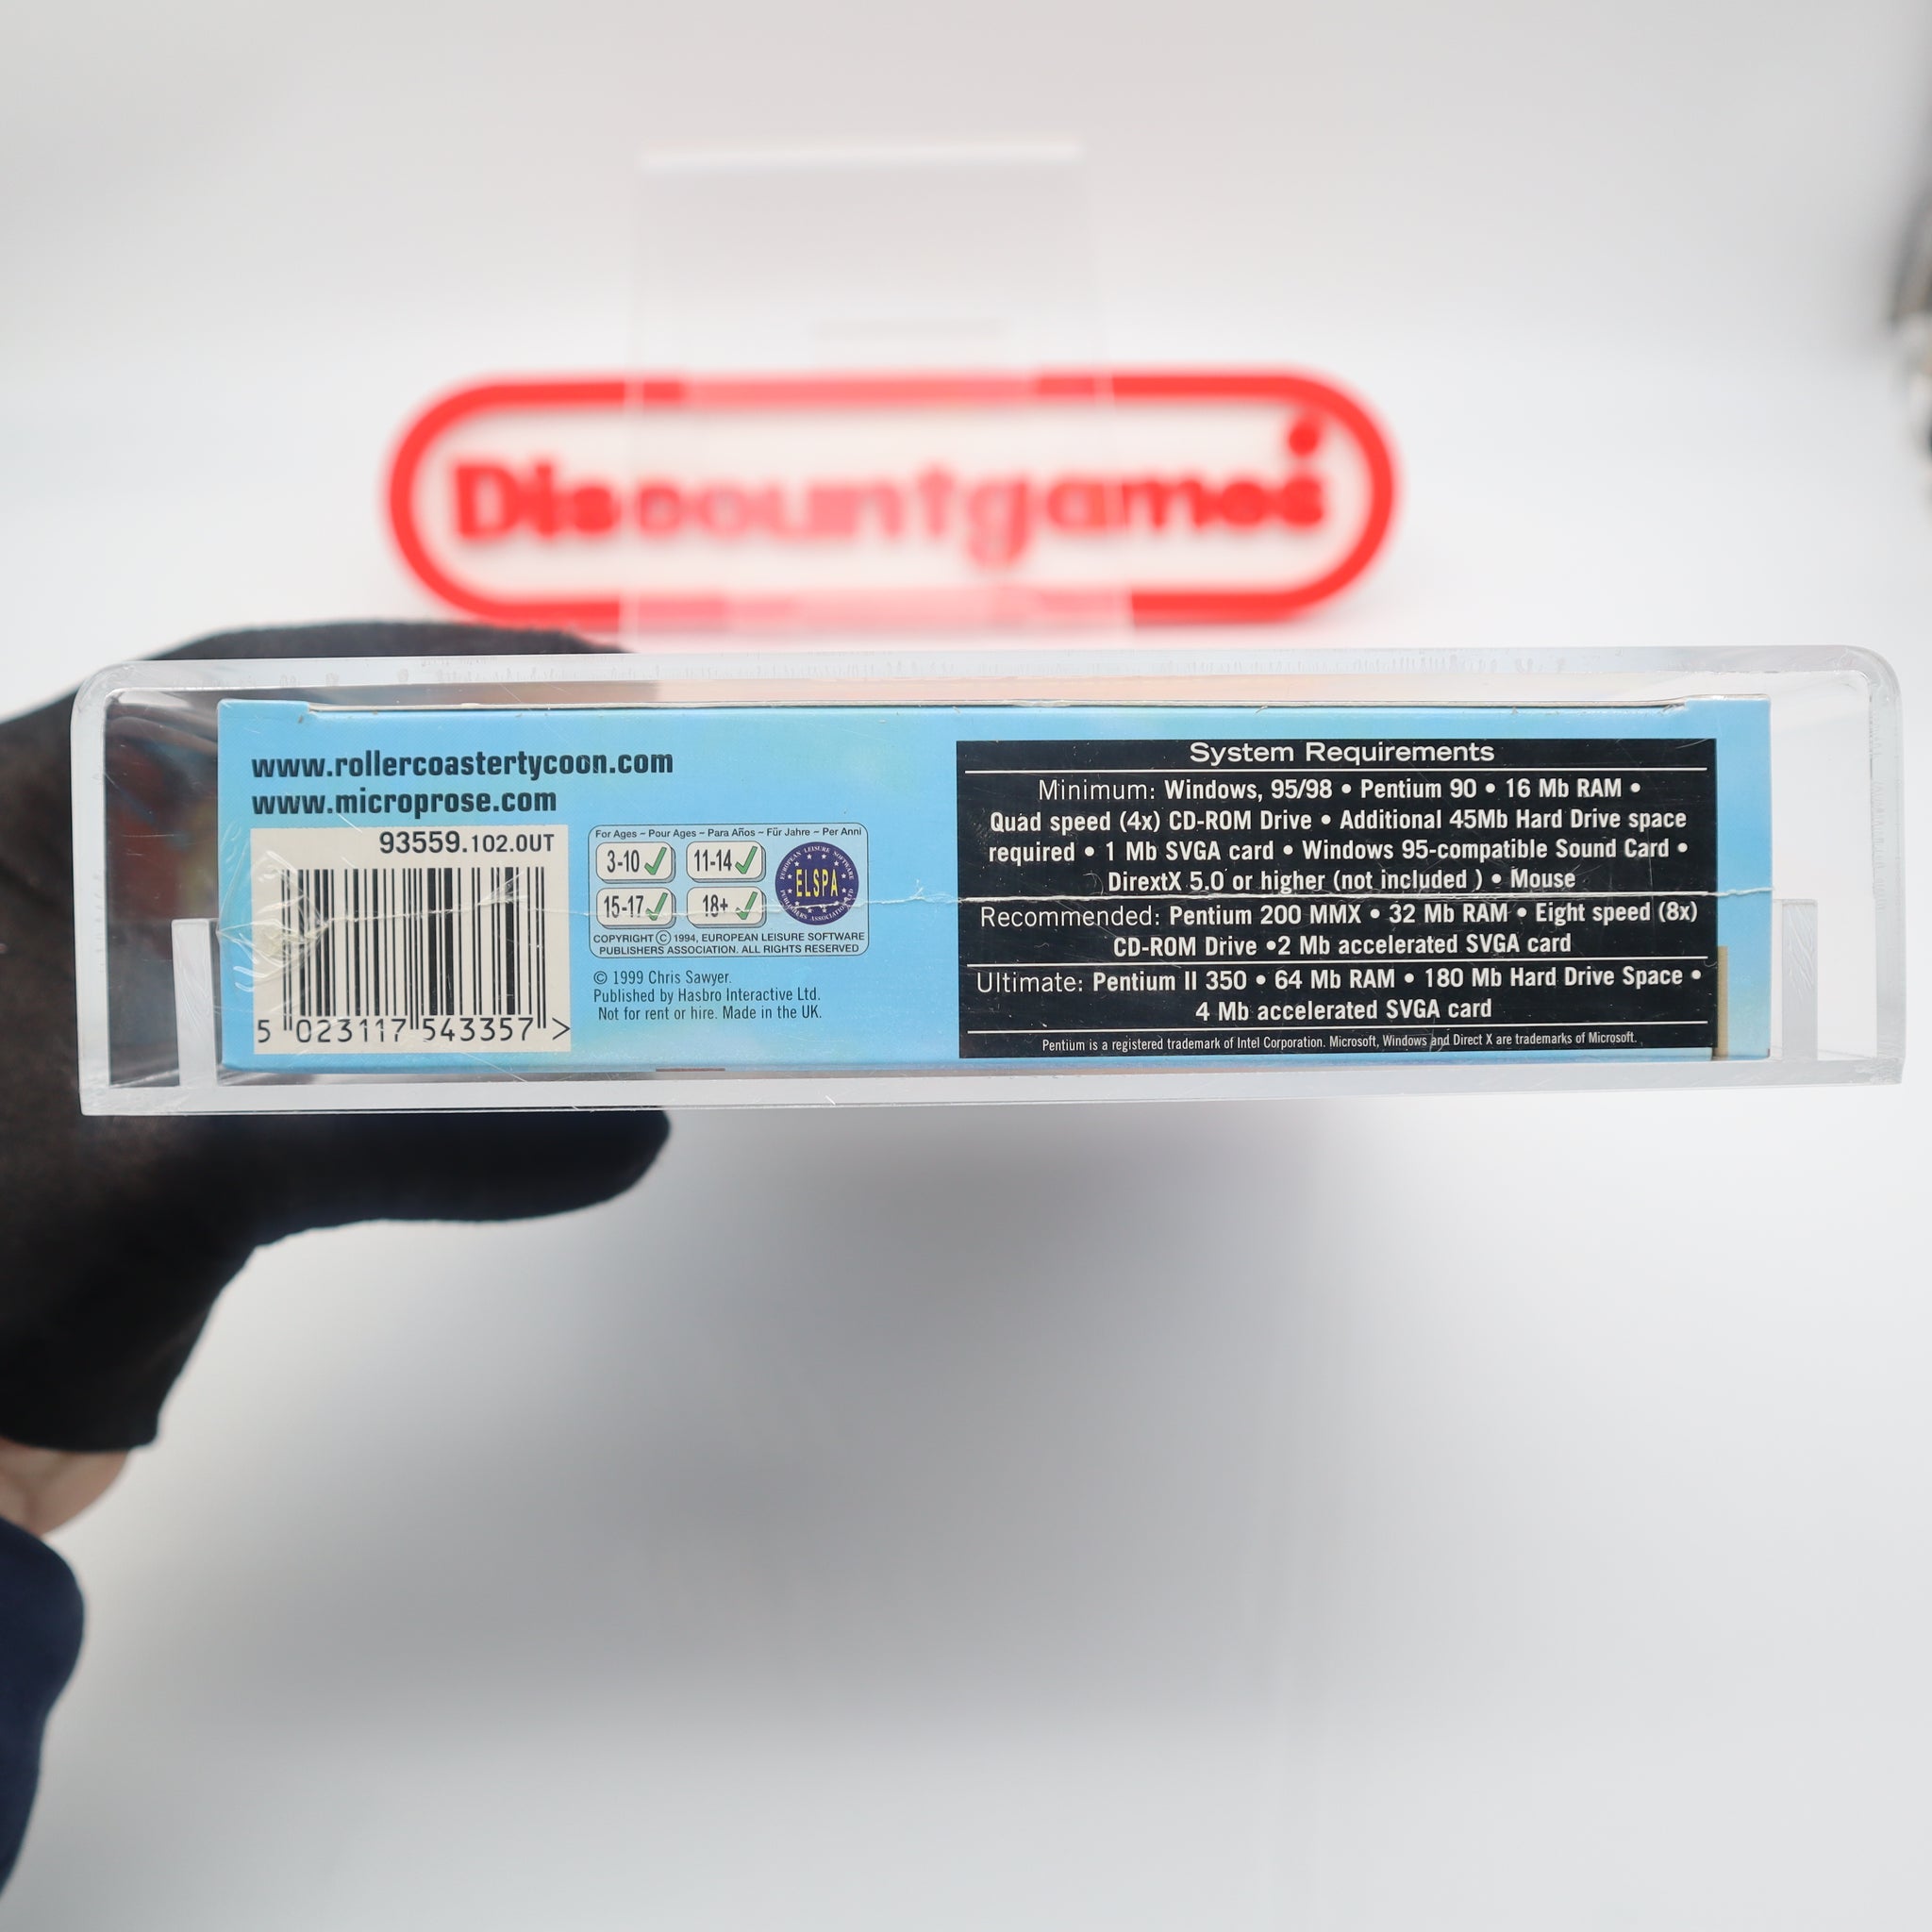 Discountgames
www.rollercoastertycoon.com
www.microprose.com
93559.102.OUT
5 023117 543357 >
For Ages – Pour Ages – Para Años – Für Jahre – Per Anni
3-10 11-14
15-17 18+
EUROPEAN LEISURE SOFTWARE
ELSPA
PUBLISHERS ASSOCIATION LTD
COPYRIGHT © 1994, EUROPEAN LEISURE SOFTWARE
PUBLISHERS ASSOCIATION. ALL RIGHTS RESERVED
© 1999 Chris Sawyer.
Published by Hasbro Interactive Ltd.
Not for rent or hire. Made in the UK.
System Requirements
Minimum: Windows, 95/98 • Pentium 90 • 16 Mb RAM •
Quad speed (4x) CD-ROM Drive • Additional 45Mb Hard Drive space
required • 1 Mb SVGA card • Windows 95-compatible Sound Card •
DirextX 5.0 or higher (not included ) • Mouse
Recommended: Pentium 200 MMX • 32 Mb RAM • Eight speed (8x)
CD-ROM Drive •2 Mb accelerated SVGA card
Ultimate: Pentium II 350 • 64 Mb RAM • 180 Mb Hard Drive Space •
4 Mb accelerated SVGA card
Pentium is a registered trademark of Intel Corporation. Microsoft, Windows and Direct X are trademarks of Microsoft.